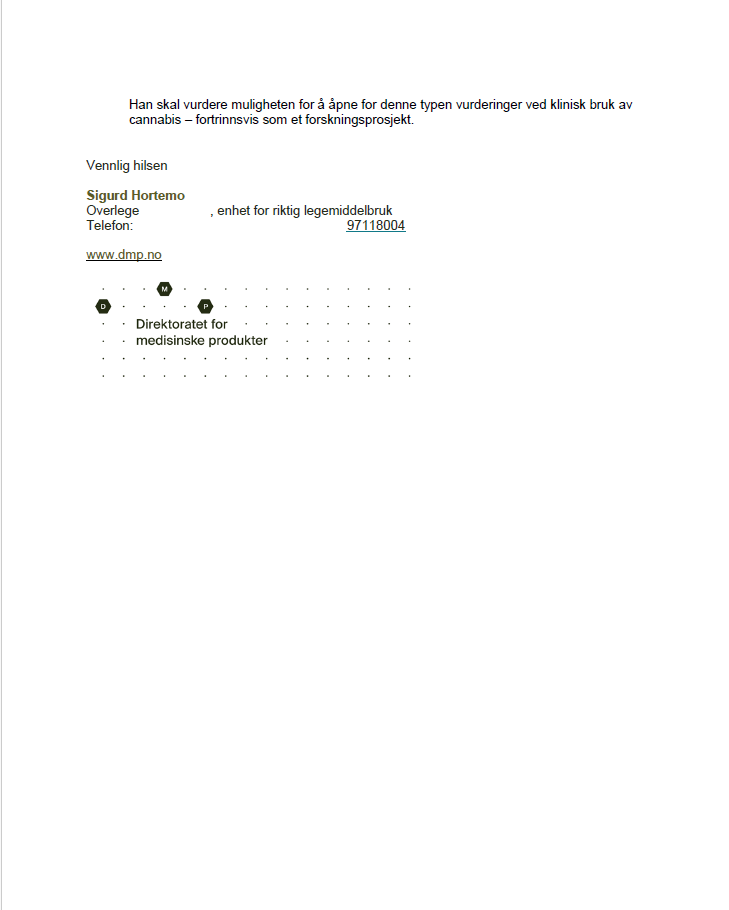 Han skal vurdere muligheten for å åpne for denne typen vurderinger ved klinisk bruk av
cannabis – fortrinnsvis som et forskningsprosjekt.
Vennlig hilsen
Sigurd Hortemo
Overlege , enhet for riktig legemiddelbruk
Telefon: 97118004
www.dmp.no
M
D P
Direktoratet for
medisinske produkter